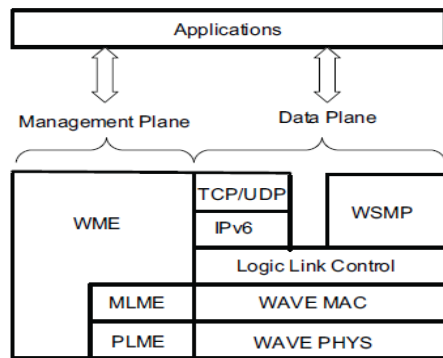 Applications
Management Plane
Data Plane
WME
TCP/UDP
IPv6
WSMP
Logic Link Control
MLME
WAVE MAC
PLME
WAVE PHYS